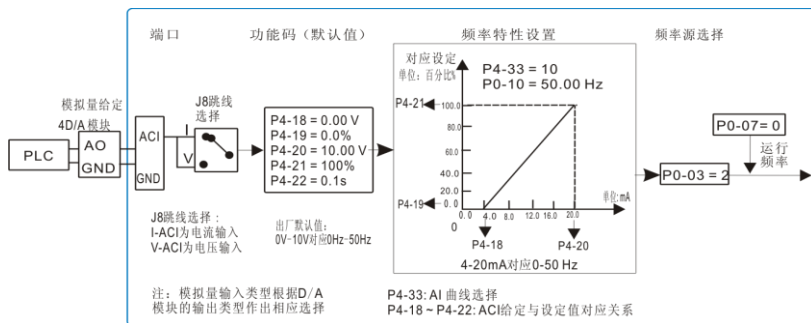 端口
功能码（默认值）
频率特性设置
频率源选择
模拟量给定
4D/A 模块
PLC
AO
GND
ACI
GND
I
V
J8跳线
选择
J8跳线选择：
I-ACI为电流输入
V-ACI为电压输入
P4-18 = 0.00 V
P4-19 = 0.0%
P4-20 = 10.00 V
P4-21 = 100%
P4-22 = 0.1s
出厂默认值：
0V-10V对应0Hz-50Hz
对应设定
单位：百分比%
P4-33 = 10
P0-10 = 50.00 Hz
P4-21
100.0
80.0
60.0
40.0
20.0
0.0
P4-19
0.0 4.0 8.0 12.0 16.0 20.0
单位:mA
0
P4-18
P4-20
4-20mA对应0-50 Hz
P0-07= 0
运行
频率
P0-03 = 2
注：模拟量输入类型根据D/A
模块的输出类型作出相应选择
P4-33: AI 曲线选择
P4-18 ~ P4-22: ACI给定与设定值对应关系